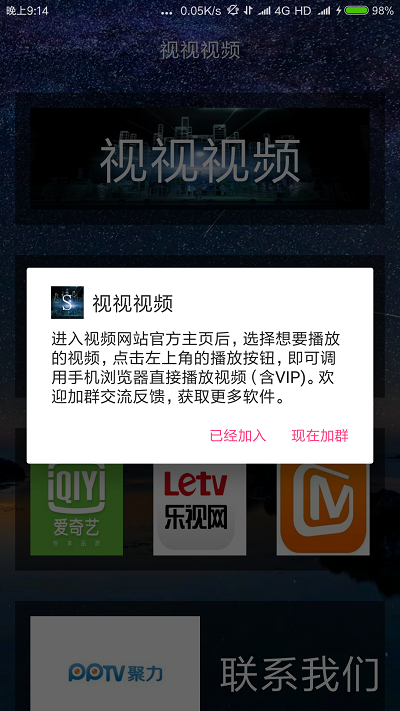 晚上9:14
... 0.05K/s 4G HD 98%
视视视频
视视视频
S 视视视频
进入视频网站官方主页后，选择想要播放
的视频，点击左上角的播放按钮，即可调
用手机浏览器直接播放视频（含VIP)。欢
迎加群交流反馈，获取更多软件。
已经加入 现在加群
iQIYI
爱奇艺
Letv
乐视网
PPTV聚力
联系我们